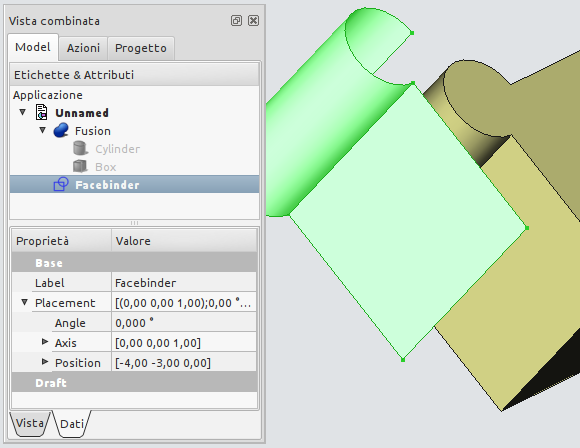 Vista combinata
Model Azioni Progetto
Etichette & Attributi
Applicazione
Unnamed
Fusion
Cylinder
Box
Facebinder
Proprietà Valore
Base
Label Facebinder
Placement [(0,00 0,00 1,00);0,00 °...
Angle 0,000 °
Axis [0,00 0,00 1,00]
Position [-4,00 -3,00 0,00]
Draft
Vista Dati